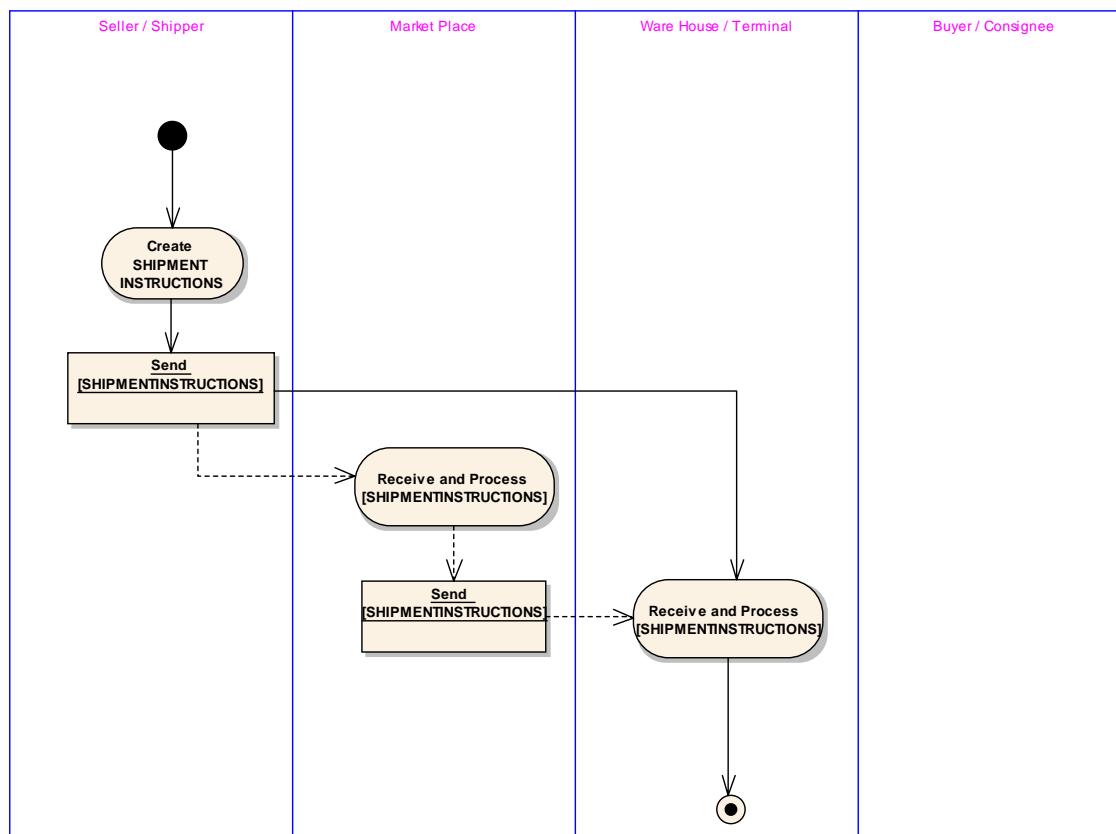 Seller / Shipper
Market Place
Ware House / Terminal
Buyer / Consignee
Create
SHIPMENT
INSTRUCTIONS
Send
[SHIPMENTINSTRUCTIONS]
Receive and Process
[SHIPMENTINSTRUCTIONS]
Send
[SHIPMENTINSTRUCTIONS]
Receive and Process
[SHIPMENTINSTRUCTIONS]